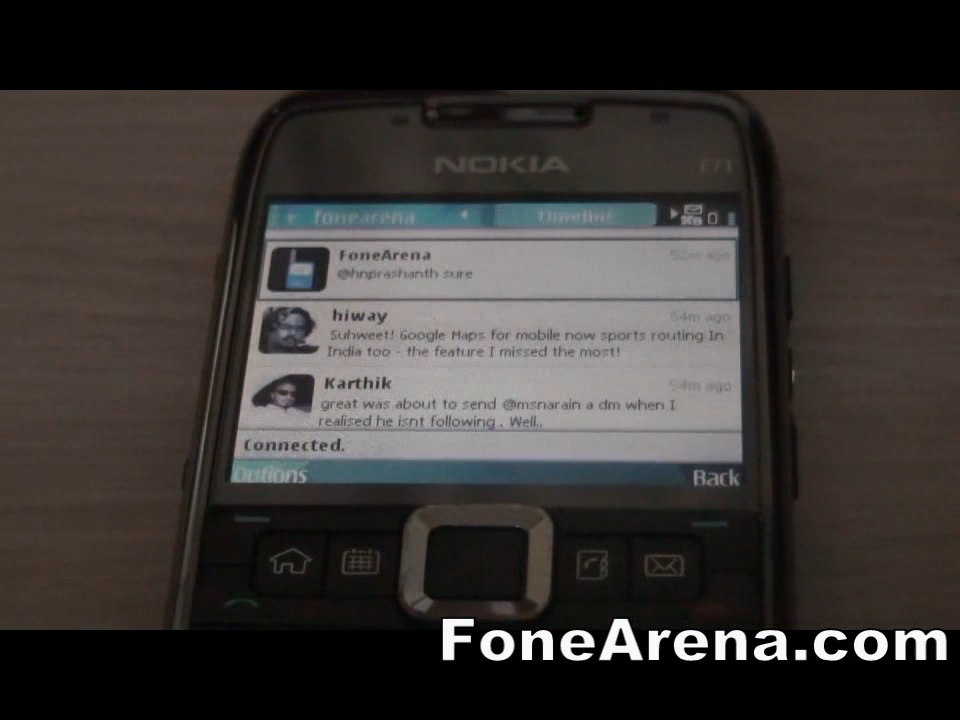 NOKIA E71
fonearena Timeline
FoneArena 52m ago
@hnprashanth sure
hiway 54m ago
Suhweet! Google Maps for mobile now sports routing In
India too - the feature I missed the most!
Karthik 54m ago
great was about to send @msnarain a dm when I
realised he isnt following . Well..
Connected.
Options Back
FoneArena.com